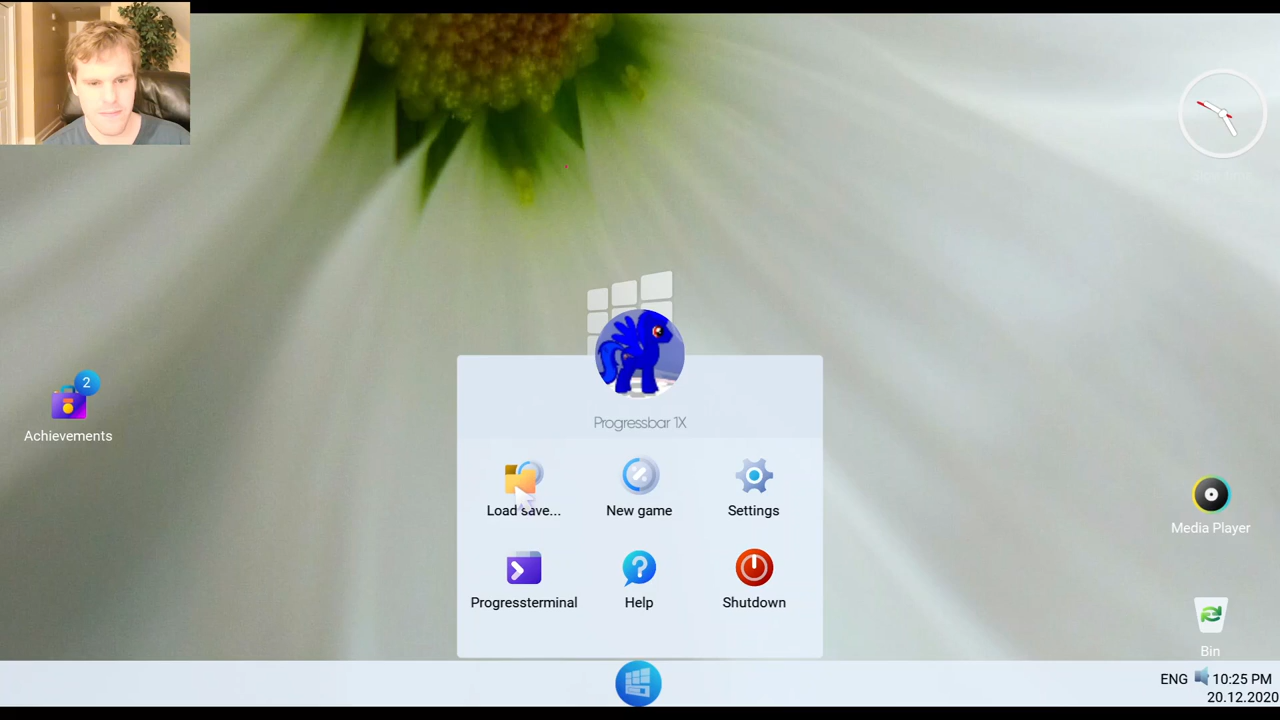 2
Achievements
Progressbar 1X
Load save...
New game
Settings
Progressterminal
Help
Shutdown
Media Player
Bin
ENG 10:25 PM
20.12.2020